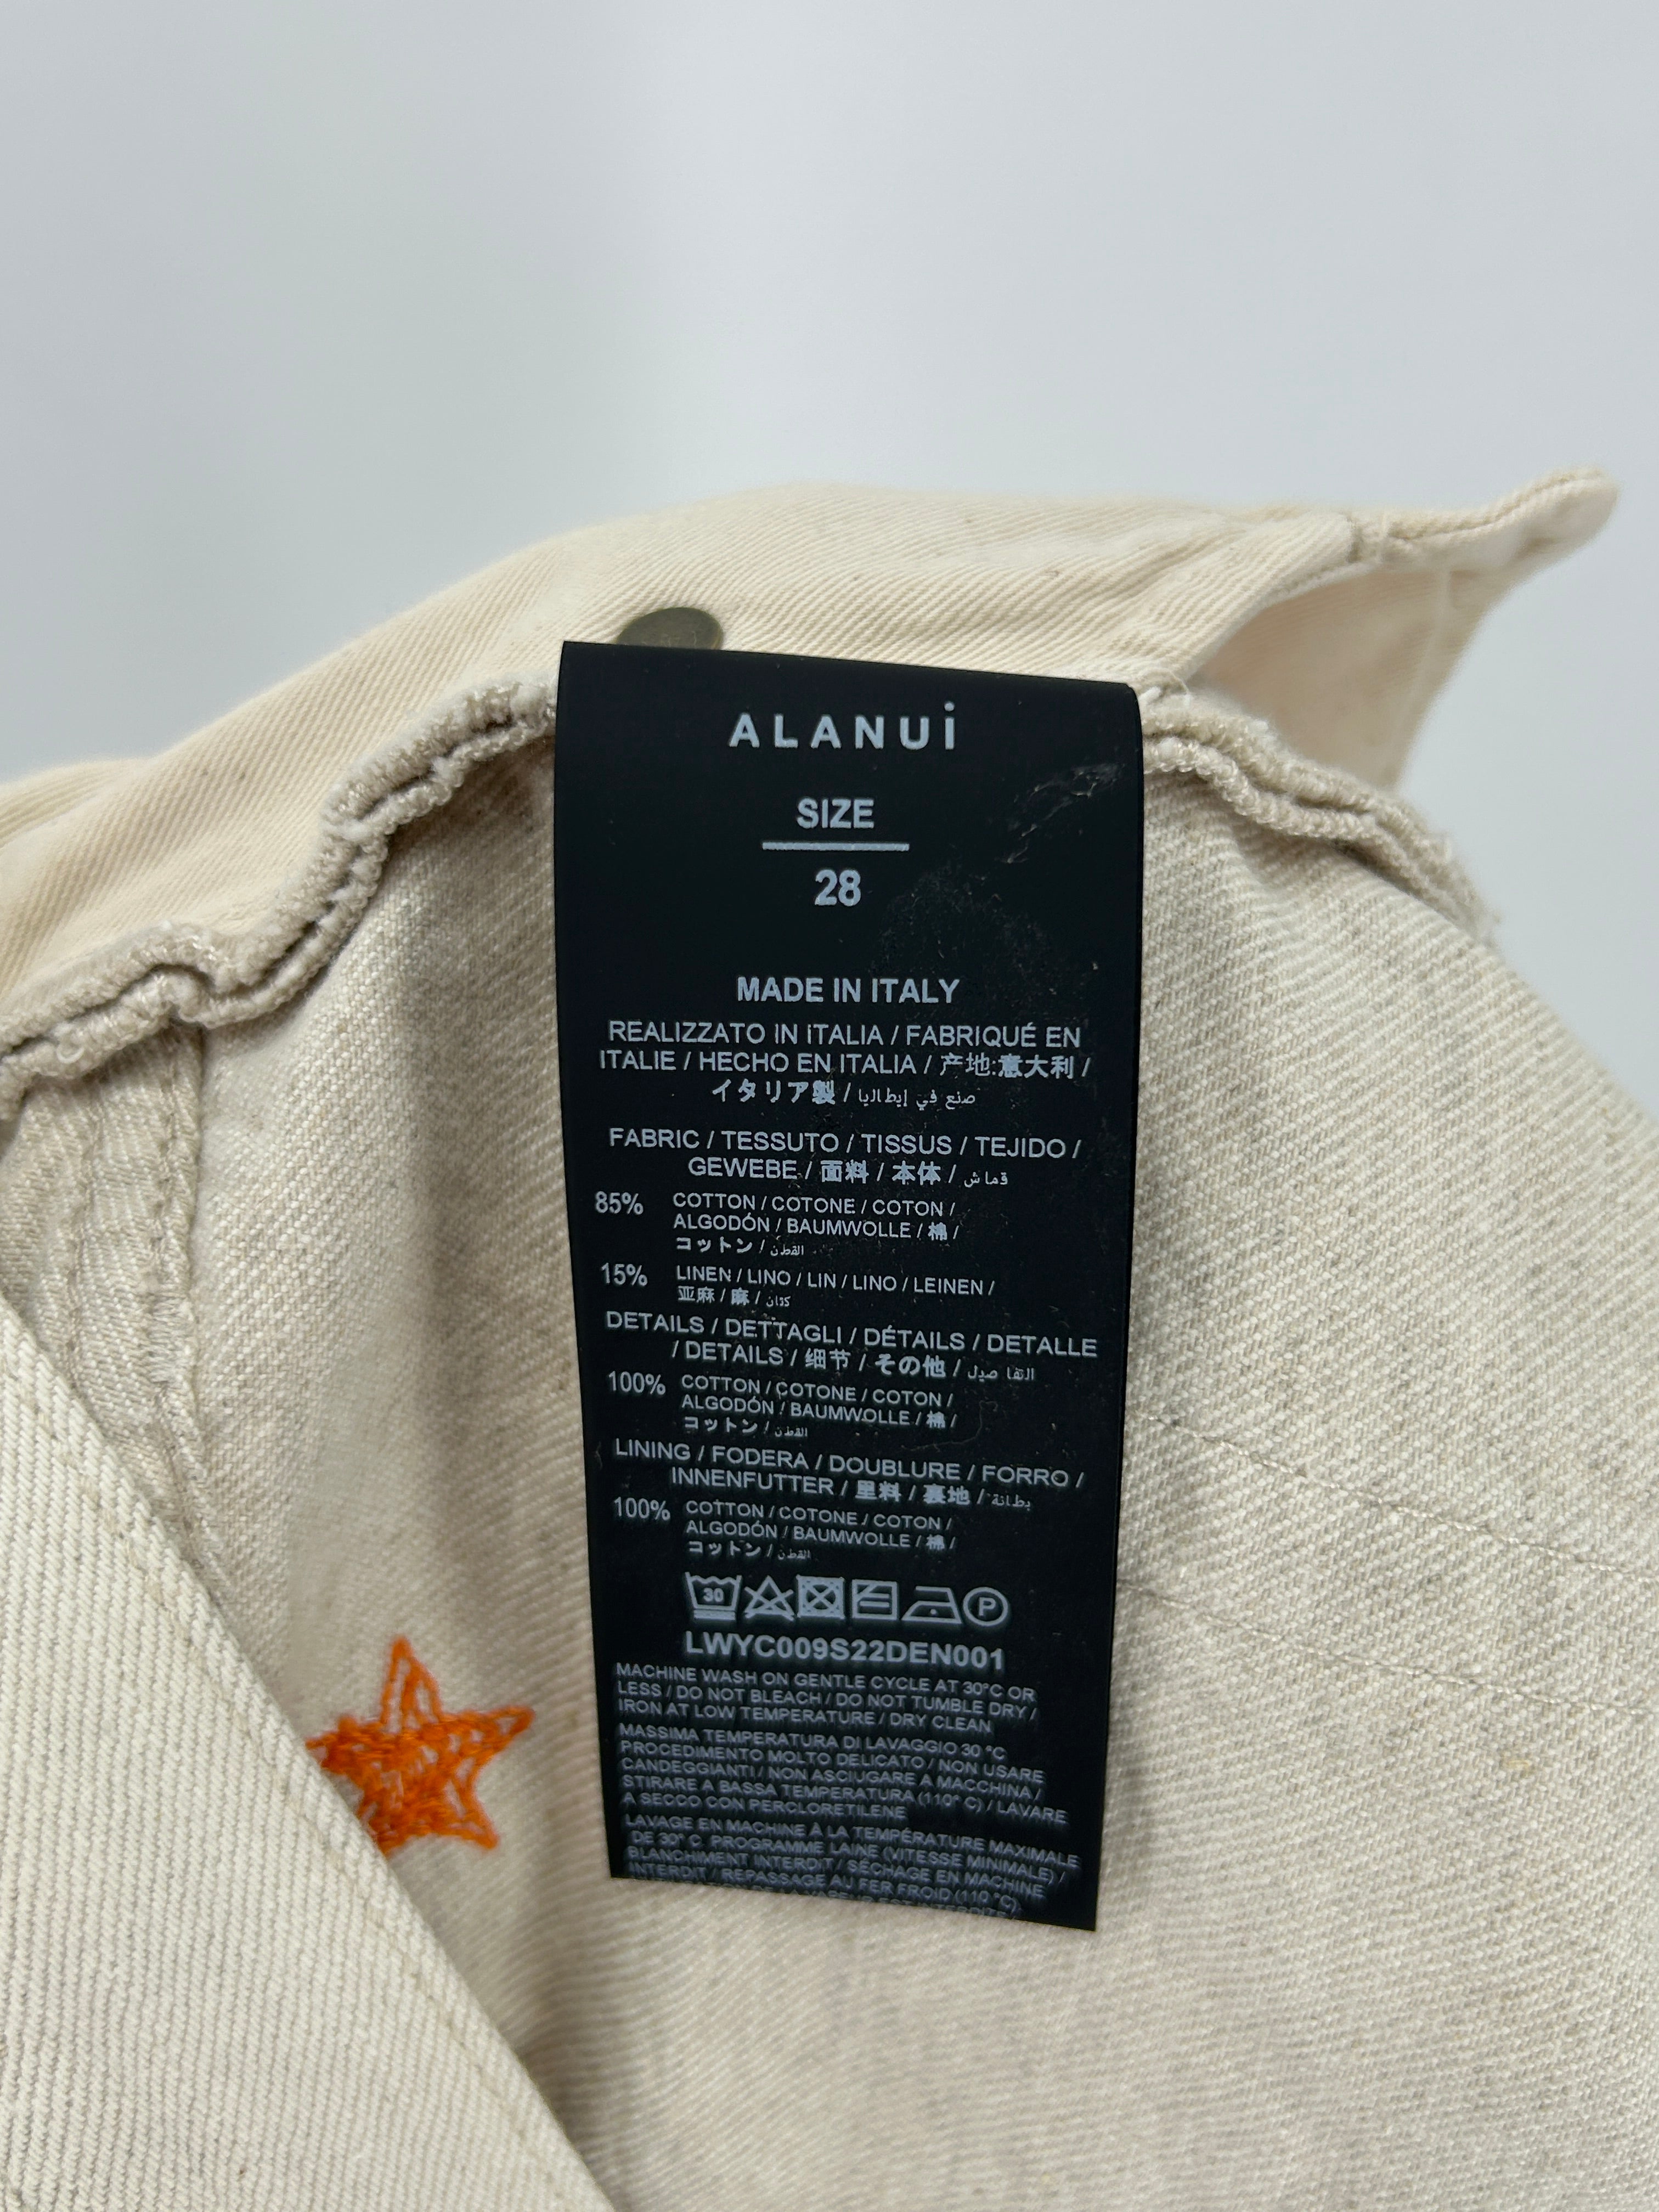 ALANUi
SIZE
28
MADE IN ITALY
REALIZZATO IN iTALIA / FABRIQUÉ EN
ITALIE / HECHO EN ITALIA / 产地:意大利 /
イタリア製 / صنع في إيطاليا
FABRIC / TESSUTO / TISSUS / TEJIDO /
GEWEBE / 面料 / 本体 / قماش
85% COTTON / COTONE / COTON /
ALGODÓN / BAUMWOLLE / 棉 /
コットン / القطن
15% LINEN / LINO / LIN / LINO / LEINEN /
亚麻 / 麻 / كتان
DETAILS / DETTAGLI / DÉTAILS / DETALLE
/ DETAILS / 细节 / その他 / التفاصيل
100% COTTON / COTONE / COTON /
ALGODÓN / BAUMWOLLE / 棉 /
コットン / القطن
LINING / FODERA / DOUBLURE / FORRO /
INNENFUTTER / 里料 / 裏地 / بطانة
100% COTTON / COTONE / COTON /
ALGODÓN / BAUMWOLLE / 棉 /
コットン / القطن
30 P
LWYC009S22DEN001
MACHINE WASH ON GENTLE CYCLE AT 30°C OR
LESS / DO NOT BLEACH / DO NOT TUMBLE DRY /
IRON AT LOW TEMPERATURE / DRY CLEAN
MASSIMA TEMPERATURA DI LAVAGGIO 30 °C
PROCEDIMENTO MOLTO DELICATO / NON USARE
CANDEGGIANTI / NON ASCIUGARE A MACCHINA /
STIRARE A BASSA TEMPERATURA (110° C) / LAVARE
A SECCO CON PERCLORETILENE
LAVAGE EN MACHINE À LA TEMPÉRATURE MAXIMALE
DE 30° C. PROGRAMME LAINE (VITESSE MINIMALE) /
BLANCHIMENT INTERDIT / SÉCHAGE EN MACHINE
INTERDIT / REPASSAGE AU FER FROID (110 °C).